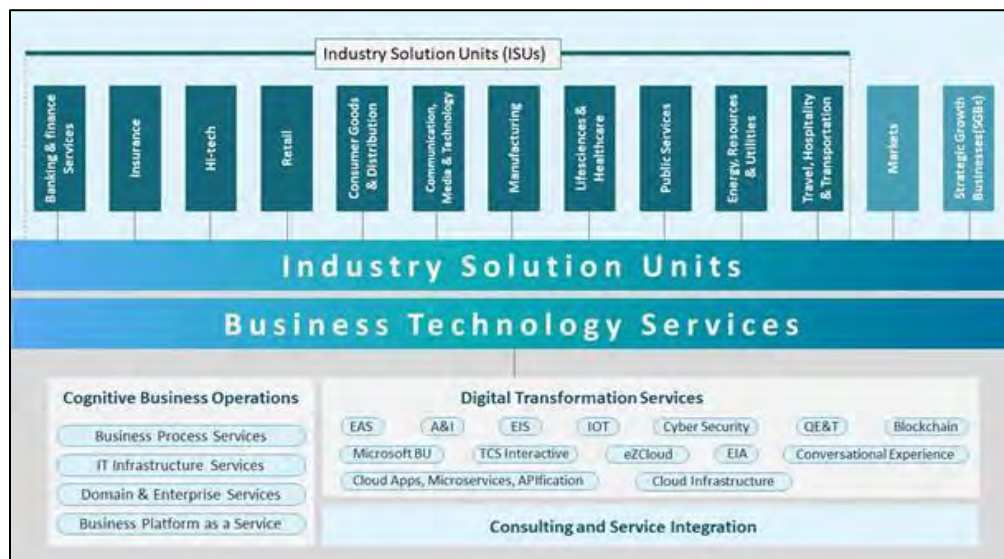 Industry Solution Units (ISUs)
Banking & finance
Services
Insurance
Hi-tech
Retail
Consumer Goods
& Distribution
Communication,
Media & Technology
Manufacturing
Lifesciences &
Healthcare
Public Services
Energy, Resources
& Utilities
Travel, Hospitality
& Transportation
Markets
Strategic Growth
Businesses(SGBs)
Industry Solution Units
Business Technology Services
Cognitive Business Operations
Business Process Services
IT Infrastructure Services
Domain & Enterprise Services
Business Platform as a Service
Digital Transformation Services
EAS A&I EIS IOT Cyber Security QE&T Blockchain
Microsoft BU TCS Interactive eZCloud EIA Conversational Experience
Cloud Apps, Microservices, APIfication Cloud Infrastructure
Consulting and Service Integration